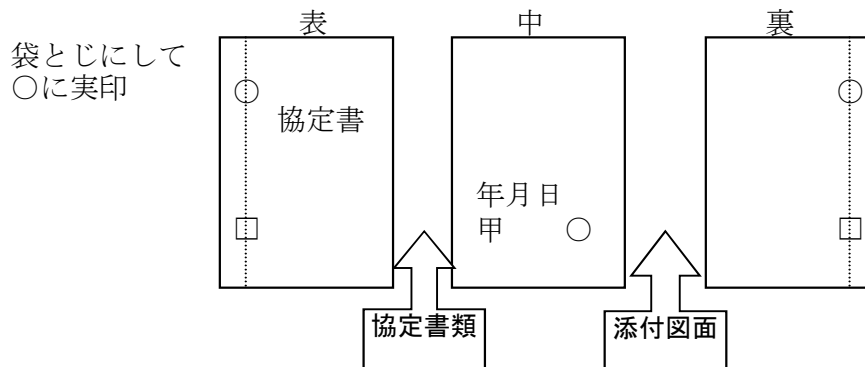 表
中
裏
袋とじにして
○に実印
協定書
年月日
甲 ○
協定書類
添付図面